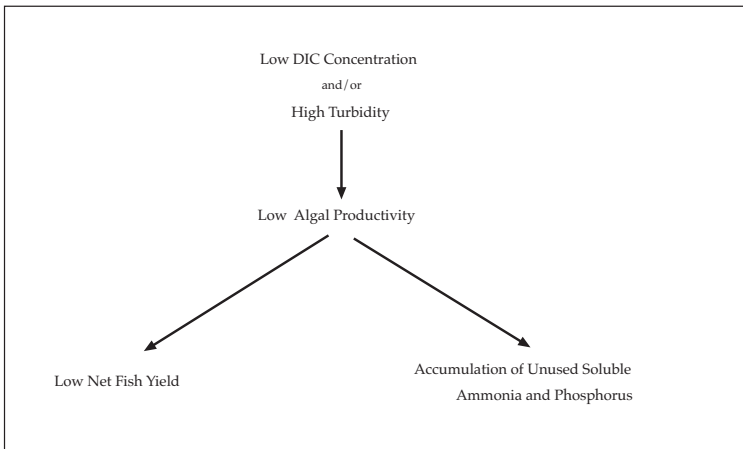 Low DIC Concentration
and/or
High Turbidity
Low Algal Productivity
Low Net Fish Yield
Accumulation of Unused Soluble
Ammonia and Phosphorus